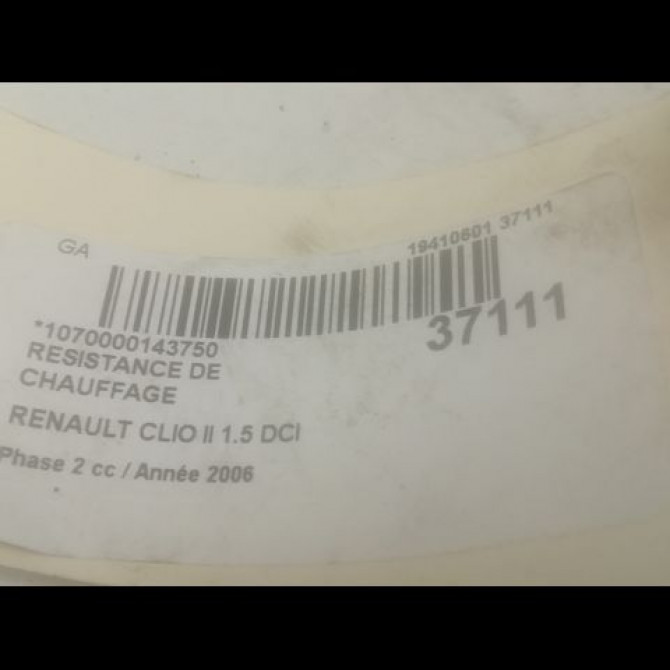 GA
19410601 37111
*1070000143750
37111
RESISTANCE DE
CHAUFFAGE
RENAULT CLIO II 1.5 DCI
Phase 2 cc / Année 2006